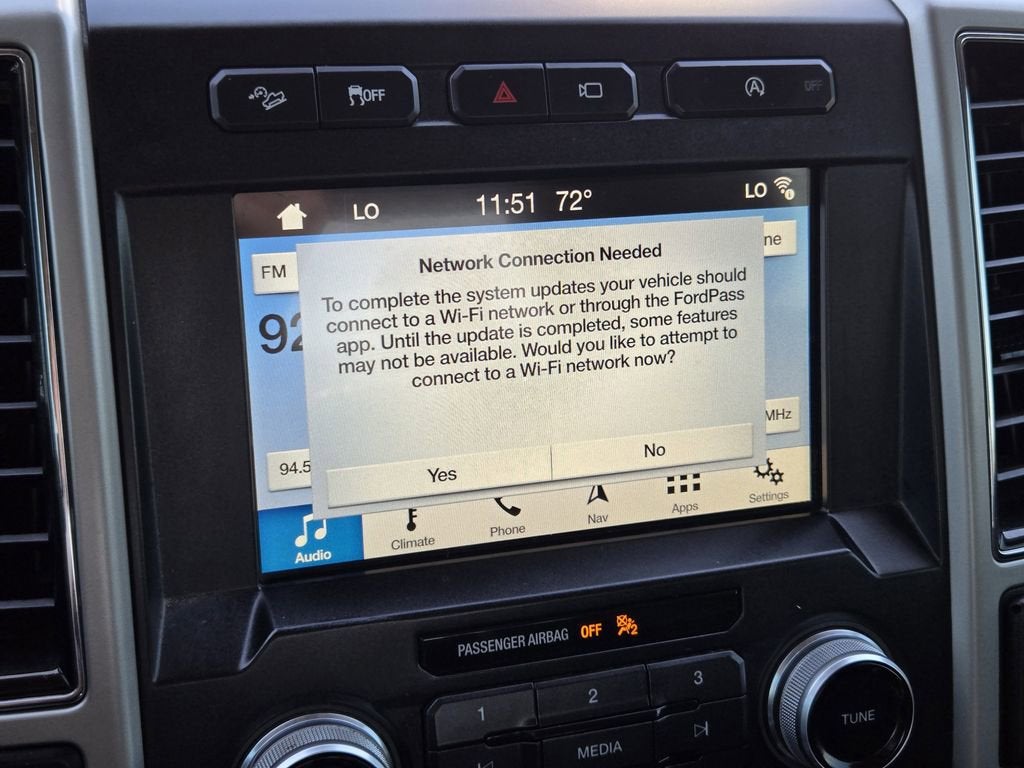 OFF
OFF
LO 11:51 72° LO
FM
ne
Network Connection Needed
To complete the system updates your vehicle should
connect to a Wi-Fi network or through the FordPass
app. Until the update is completed, some features
may not be available. Would you like to attempt to
connect to a Wi-Fi network now?
92
MHz
94.5
Yes No
Audio Climate Phone Nav Apps Settings
PASSENGER AIRBAG OFF 2
1 2 3
MEDIA
TUNE